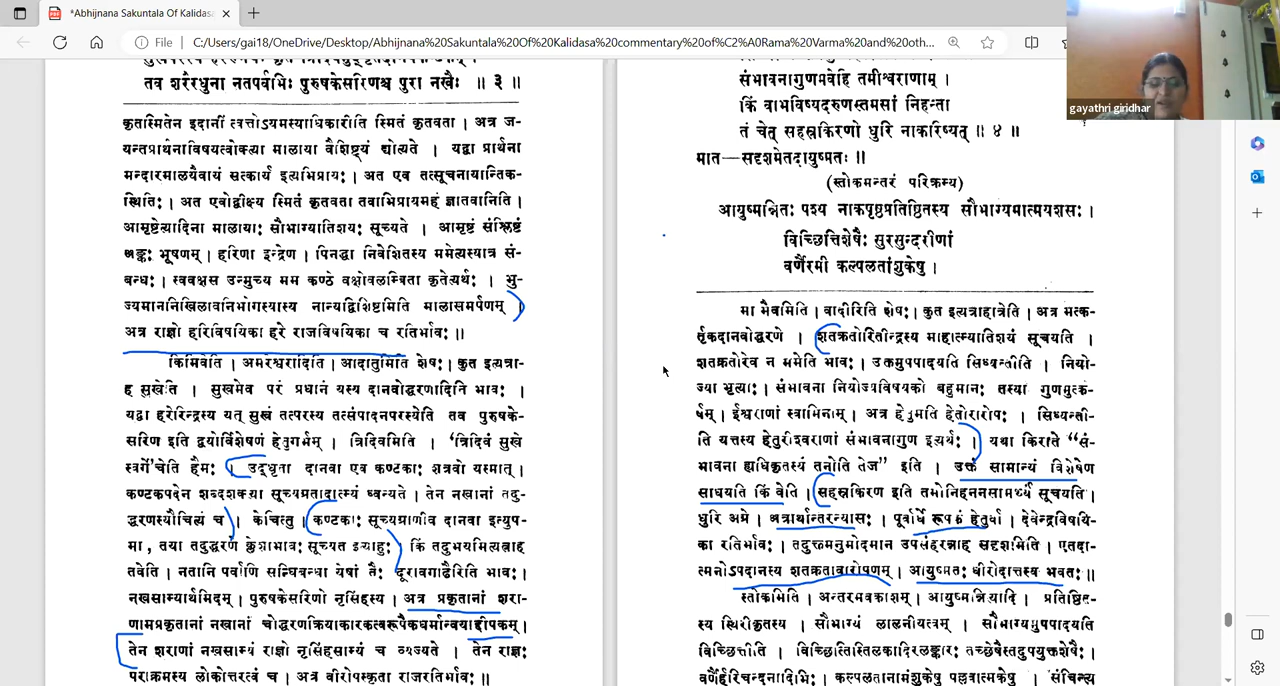 *Abhijnana Sakuntala Of Kalidasa
File
C:/Users/gai18/OneDrive/Desktop/Abhijnana%20Sakuntala%20Of%20Kalidasa%20commentary%20of%C2%A0Rama%20Varma%20and%20oth...
gayathri giridhar
तव शरैरधुना नतपर्वभिः पुरुषकेसरिणश्च पुरा नखैः ॥ ३ ॥
कृतस्मितेन इदानीं त्वत्तोऽयमस्याधिकारीति स्मितं कृतवता । अत्र ज-
यन्तप्रार्थनाविषयत्वोक्त्या मालाया वैशिष्ट्यं द्योत्यते । यद्वा प्रार्थना
मन्दारमालयैवायं सत्कार्य इत्यभिप्रायः । अत एव तत्सूचनायान्तिक-
स्थितिः । अत एवोद्वीक्ष्य स्मितं कृतवता तवाभिप्रायमहं ज्ञातवानिति ।
आमृष्टेत्यादिना मालायाः सौभाग्यातिशयः सूच्यते । आमृष्टं संश्लिष्टं
अङ्कः भूषणम् । हरिणा इन्द्रेण । पिनद्धा निवेशितस्य ममेत्यस्यात्र सं-
बन्धः । स्ववक्षस उन्मुच्य मम कण्ठे वक्षोवलम्बिता कृतेत्यर्थः । भु-
ज्यमाननिखिलावनिभोगस्यास्य नान्यद्विशिष्टमिति मालासमर्पणम् ।
अत्र राज्ञो हरिविषयिका हरे राजविषयिका च रतिर्भावः ॥
किमिवेति । अमरेश्वरादिति । आदातुमिति शेषः । कुत इत्यत्रा-
ह सुखेति । सुखमेव परं प्रधानं यस्य दानवोद्धरणादिनि भावः ।
यद्वा हरेरिन्द्रस्य यत् सुखं तत्परस्य तत्संपादनपरस्येति तव पुरुषके-
सरिण इति द्वयोर्विशेषणं हेतुगर्भम् । त्रिदिवमिति । 'त्रिदिवं सुखे
स्वर्गे'चेति हैमः । उद्धृता दानवा एव कण्टकाः शत्रवो यस्मात् ।
कण्टकपदेन शब्दशक्त्या सूच्यप्रतादात्म्यं ध्वन्यते । तेन नखानां तदु-
द्धरणस्यौचित्यं च । केचित्तु । कण्टकाः सूच्यग्राणीव दानवा इत्युप-
मा, तया तदुद्धरणे क्लेशाभावः सूच्यत इत्याहुः । किं तदुभयमित्यत्राह
तवेति । नतानि पर्वाणि सन्धिबन्धा येषां तैः दूरावगाढैरिति भावः ।
नखसाम्यार्थमिदम् । पुरुषकेसरिणो नृसिंहस्य । अत्र प्रकृतानां शरा-
णामप्रकृतानां नखानां चोद्धरणक्रियाकारकत्वरूपैकधर्मान्वयाद्दीपकम् ।
तेन शराणां नखसाम्यं राज्ञो नृसिंहसाम्यं च व्यज्यते । तेन राज्ञः
पराक्रमस्य लोकोत्तरत्वं च । अत्र वीरोपस्कृता राजरतिर्भावः ॥
संभावनागुणमवेहि तमीश्वराणाम् ।
किं वाभविष्यदरुणस्तमसां निहन्ता
तं चेत् सहस्रकिरणो धुरि नाकरिष्यत् ॥ ४ ॥
मात—सदृशमेतदायुष्मतः ॥
(स्तोकमन्तरं परिक्रम्य)
आयुष्मन्नितः पश्य नाकपृष्ठप्रतिष्ठितस्य सौभाग्यमात्मयशसः ।
विच्छित्तिशेषैः सुरसुन्दरीणां
वर्णैरमी कल्पलतांशुकेषु ।
मा मैवमिति । वादीरिति शेषः । कुत इत्यत्राहात्रेति । अत्र मत्क-
र्तृकदानवोद्धरणे । शतक्रतोरितीन्द्रस्य माहात्म्यातिशयं सूचयति ।
शतक्रतोरेव न ममेति भावः । उक्तमुपपादयति सिध्यन्तीति । नियो-
ज्या भृत्याः । संभावना नियोज्यविषयको बहुमानः तस्या गुणमुत्क-
र्षम् । ईश्वराणां स्वामिनाम् । अत्र हेतुमति हेतोरारोपः । सिध्यन्ती-
ति यत्तस्य हेतुरीश्वराणां संभावनागुण इत्यर्थः । यथा किराते "सं-
भावना ह्यधिकृतस्य तनोति तेज" इति । उक्तं सामान्यं विशेषेण
साधयति किं वेति । सहस्रकिरण इति तमोनिहननसामर्थ्यं सूचयति ।
धुरि अग्रे । अत्रार्थान्तरन्यासः । पूर्वार्धे रूपकं हेतुर्वा । देवेन्द्रविषयि-
का रतिर्भावः । तदुक्तमनुमोदमान उपसंहरन्नाह सदृशमिति । एतदा-
त्मनोऽपदानस्य शतक्रतावारोपणम् । आयुष्मतः धीरोदात्तस्य भवतः ॥
स्तोकमिति । अन्तरमवकाशम् । आयुष्मन्नित्यादि । प्रतिष्ठित-
स्य स्थिरीकृतस्य । सौभाग्यं लालनीयत्वम् । सौभाग्यमुपपादयति
विच्छित्तीति । विच्छित्तिस्तिलकादिरलङ्कारः तच्छेषैस्तदुपयुक्तशेषैः ।
वर्णैर्हरिचन्दनादिभिः । कल्पलतानामंशुकेषु पल्लवात्मकेषु । संचिन्त्य